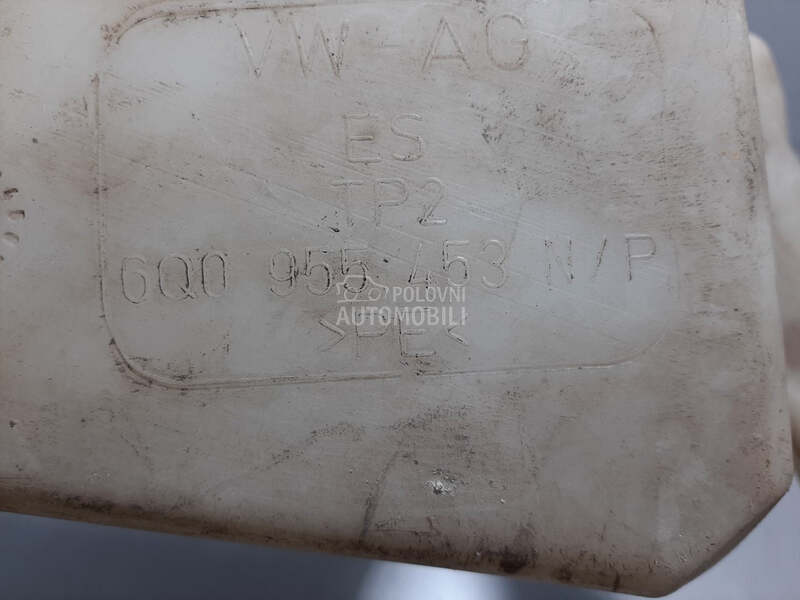 VW-AG
ES
TP2
6Q0 955 453 N/P
POLOVNI
AUTOMOBILI
>PE<